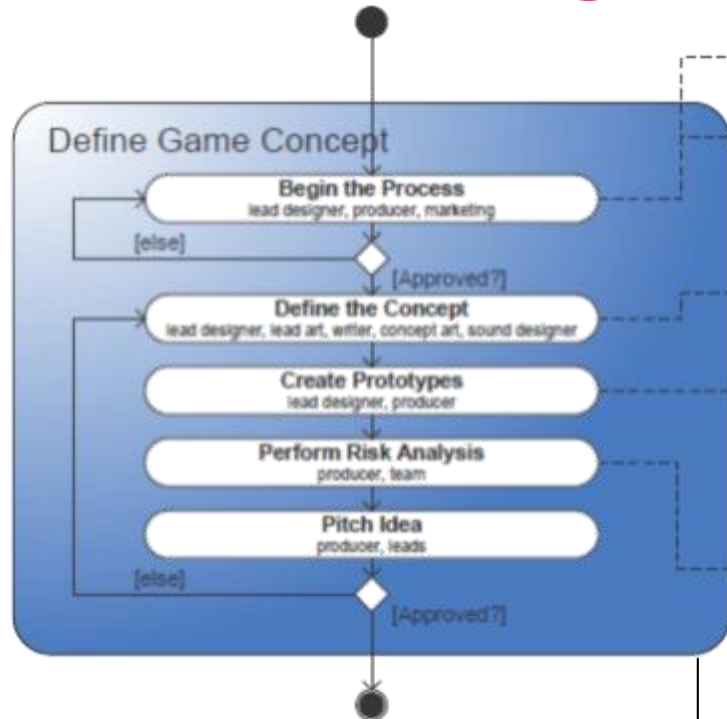 Define Game Concept
Begin the Process
lead designer, producer, marketing
[else]
[Approved?]
Define the Concept
lead designer, lead art, writer, concept art, sound designer
Create Prototypes
lead designer, producer
Perform Risk Analysis
producer, team
Pitch Idea
producer, leads
[else]
[Approved?]